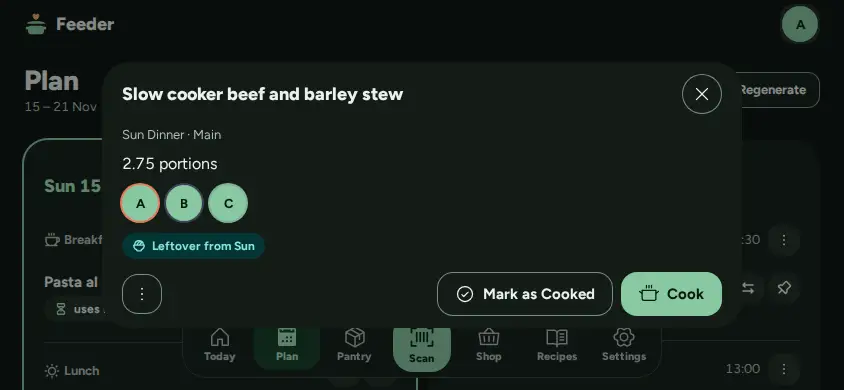 Feeder
A
Plan
15 – 21 Nov
Regenerate
Slow cooker beef and barley stew
Sun Dinner · Main
2.75 portions
A B C
Leftover from Sun
Mark as Cooked
Cook
Sun 15
Breakf
:30
Pasta al
uses
Lunch
13:00
Today
Plan
Pantry
Scan
Shop
Recipes
Settings